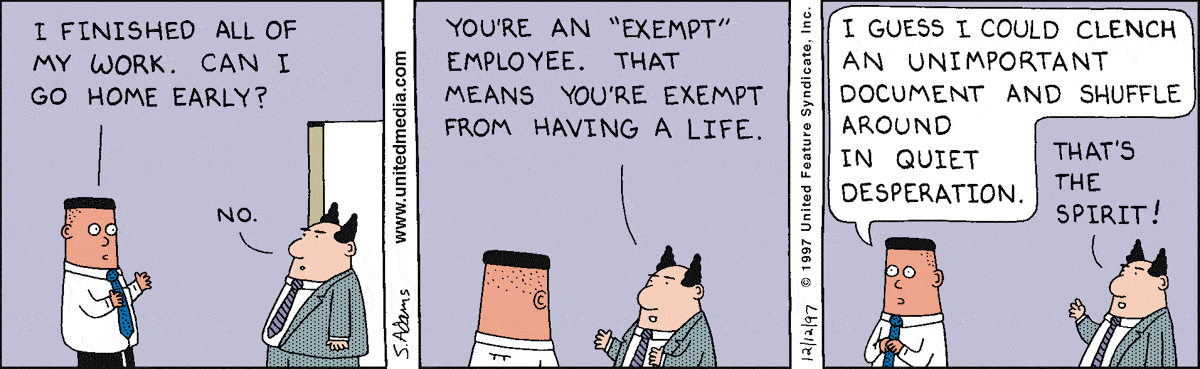 I FINISHED ALL OF
MY WORK. CAN I
GO HOME EARLY?
NO.
www.unitedmedia.com
S. Adams
YOU'RE AN "EXEMPT"
EMPLOYEE. THAT
MEANS YOU'RE EXEMPT
FROM HAVING A LIFE.
12/12/97 © 1997 United Feature Syndicate, Inc.
I GUESS I COULD CLENCH
AN UNIMPORTANT
DOCUMENT AND SHUFFLE
AROUND
IN QUIET
DESPERATION.
THAT'S
THE
SPIRIT!